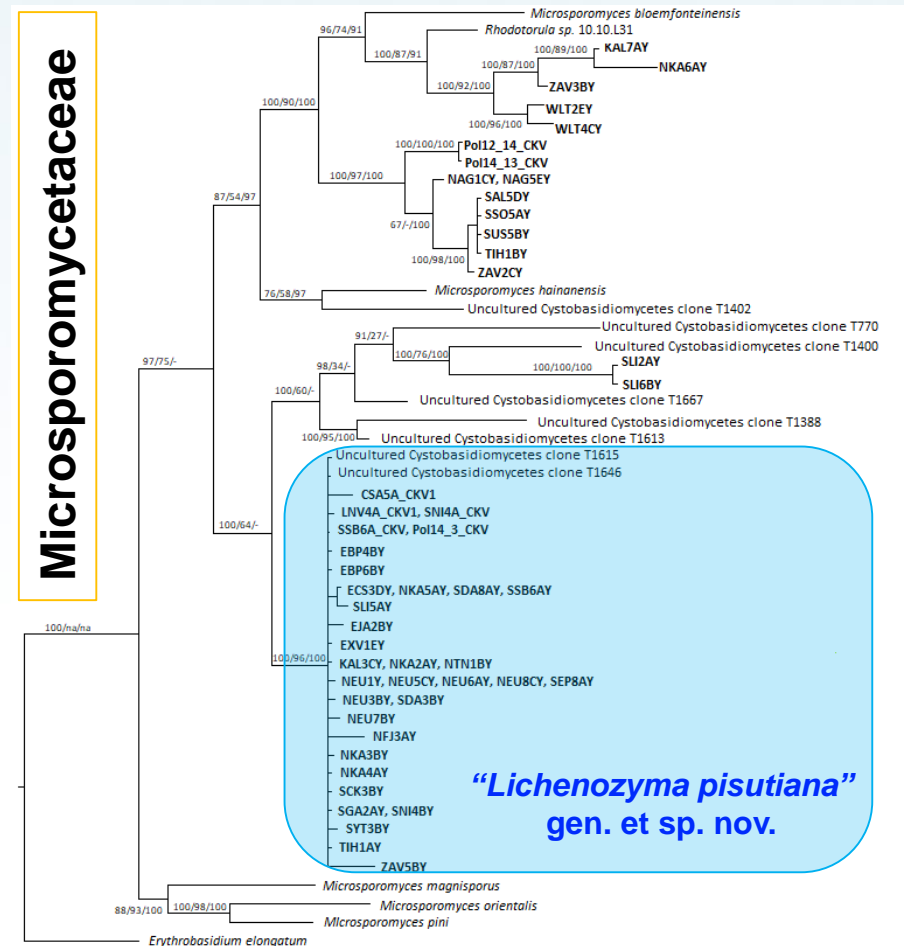 Microsporomycetaceae
96/74/91
Microsporomyces bloemfonteinensis
Rhodotorula sp. 10.10.L31
100/87/91
100/89/100
KAL7AY
100/87/100
NKA6AY
100/92/100
ZAV3BY
WLT2EY
100/96/100
WLT4CY
100/90/100
100/100/100
Pol12_14_CKV
Pol14_13_CKV
100/97/100
NAG1CY, NAG5EY
87/54/97
SAL5DY
SSO5AY
67/-/100
SUS5BY
TIH1BY
100/98/100
ZAV2CY
76/58/97
Microsporomyces hainanensis
Uncultured Cystobasidiomycetes clone T1402
91/27/-
Uncultured Cystobasidiomycetes clone T770
100/76/100
Uncultured Cystobasidiomycetes clone T1400
97/75/-
98/34/-
100/100/100
SLI2AY
SLI6BY
100/60/-
Uncultured Cystobasidiomycetes clone T1667
Uncultured Cystobasidiomycetes clone T1388
100/95/100
Uncultured Cystobasidiomycetes clone T1613
Uncultured Cystobasidiomycetes clone T1615
Uncultured Cystobasidiomycetes clone T1646
CSA5A_CKV1
LNV4A_CKV1, SNI4A_CKV
100/64/-
SSB6A_CKV, Pol14_3_CKV
EBP4BY
EBP6BY
ECS3DY, NKA5AY, SDA8AY, SSB6AY
SLI5AY
100/na/na
EJA2BY
EXV1EY
100/96/100
KAL3CY, NKA2AY, NTN1BY
NEU1Y, NEU5CY, NEU6AY, NEU8CY, SEP8AY
NEU3BY, SDA3BY
NEU7BY
NFJ3AY
NKA3BY
NKA4AY
SCK3BY
SGA2AY, SNI4BY
SYT3BY
TIH1AY
ZAV5BY
“Lichenozyma pisutiana”
gen. et sp. nov.
Microsporomyces magnisporus
88/93/100
100/98/100
Microsporomyces orientalis
MIcrosporomyces pini
Erythrobasidium elongatum